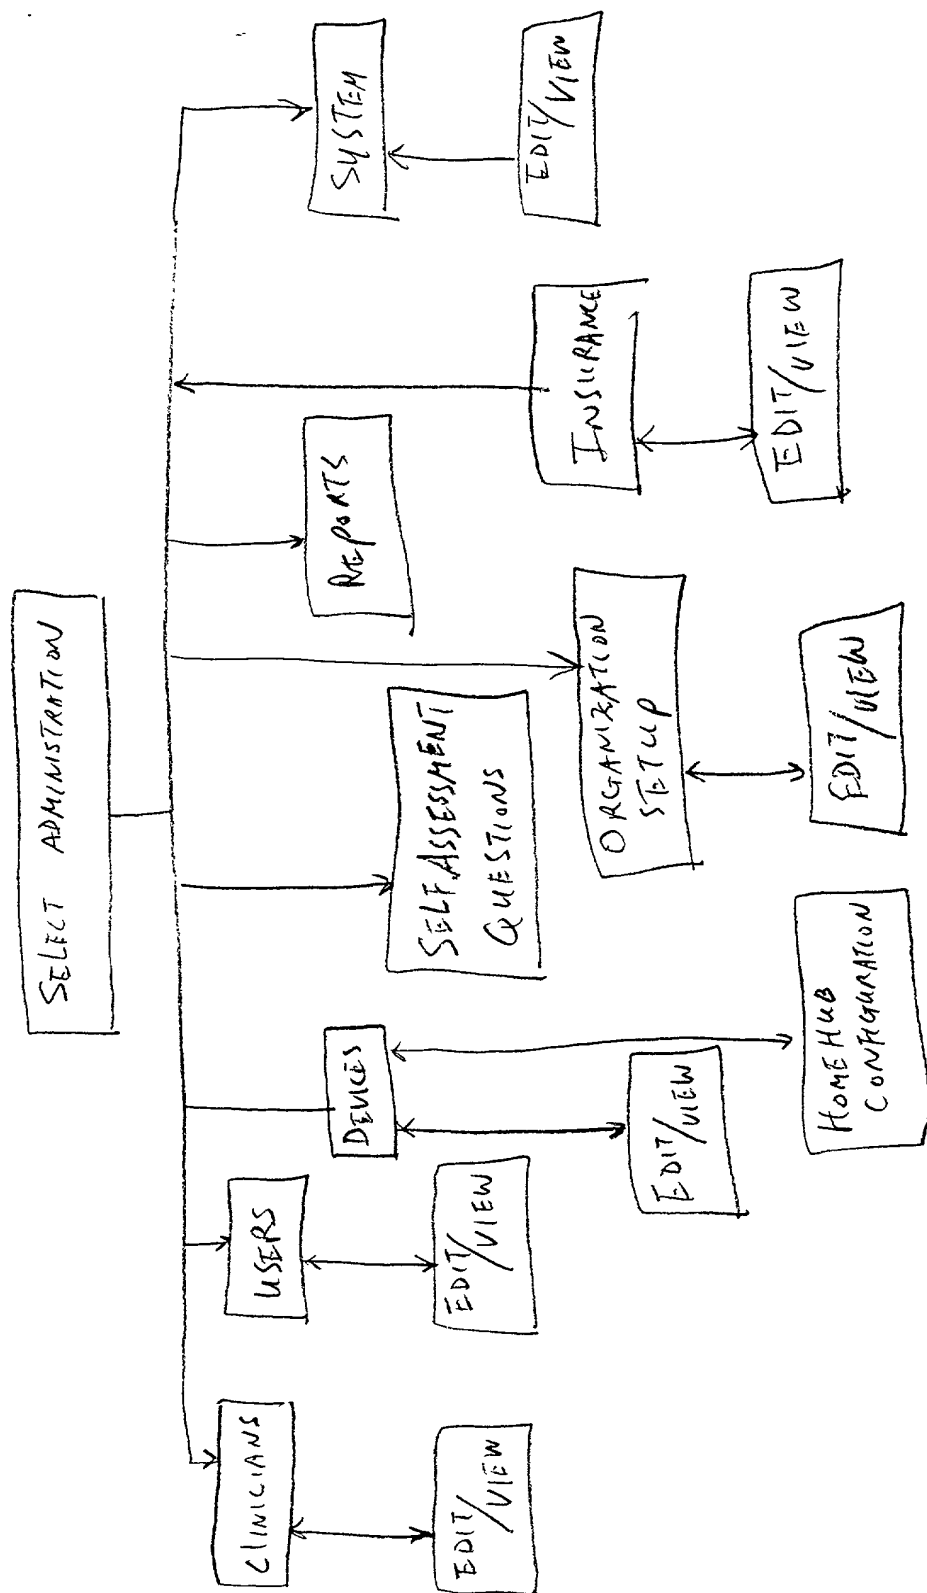 SELECT ADMINISTRATION
CLINICIANS
EDIT/VIEW
USERS
EDIT/VIEW
DEVICES
EDIT/VIEW
HOME HUB
CONFIGURATION
SELF ASSESSMENT
QUESTIONS
ORGANIZATION
SETUP
EDIT/VIEW
REPORTS
INSURANCE
EDIT/VIEW
SYSTEM
EDIT/VIEW